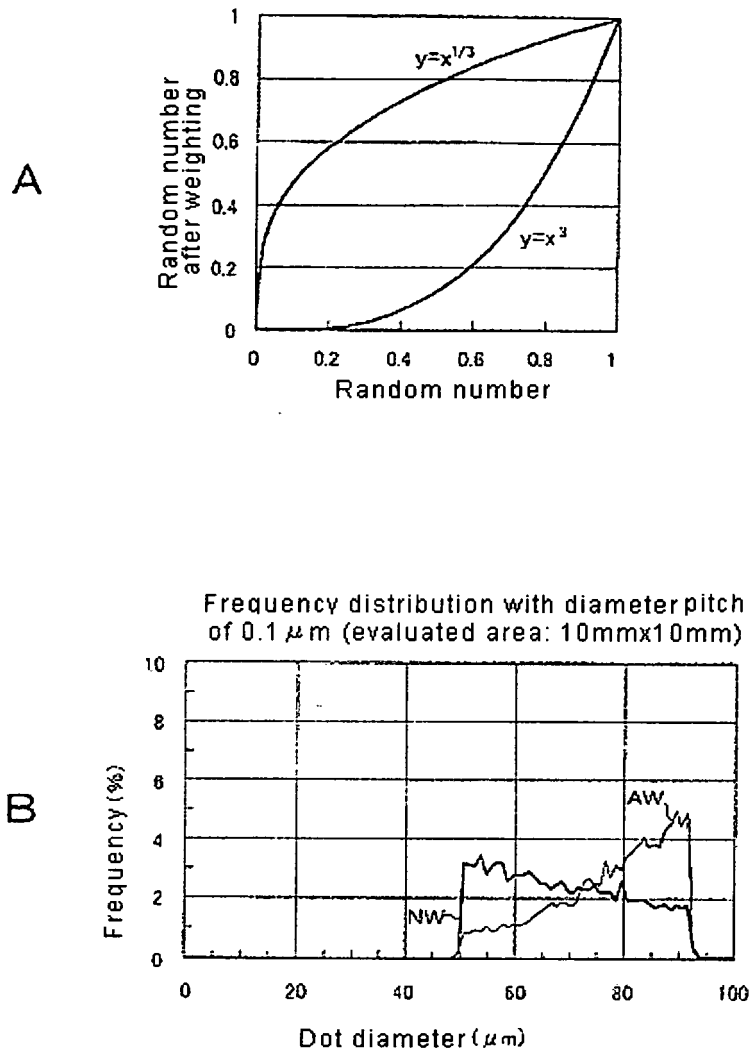 A
Random number
after weighting
1
0.8
0.6
0.4
0.2
0
y=x^1/3
y=x^3
0 0.2 0.4 0.6 0.8 1
Random number
B
Frequency distribution with diameter pitch
of 0.1 μm (evaluated area: 10mmx10mm)
Frequency (%)
10
8
6
4
2
0
AW
NW
0 20 40 60 80 100
Dot diameter (μm)